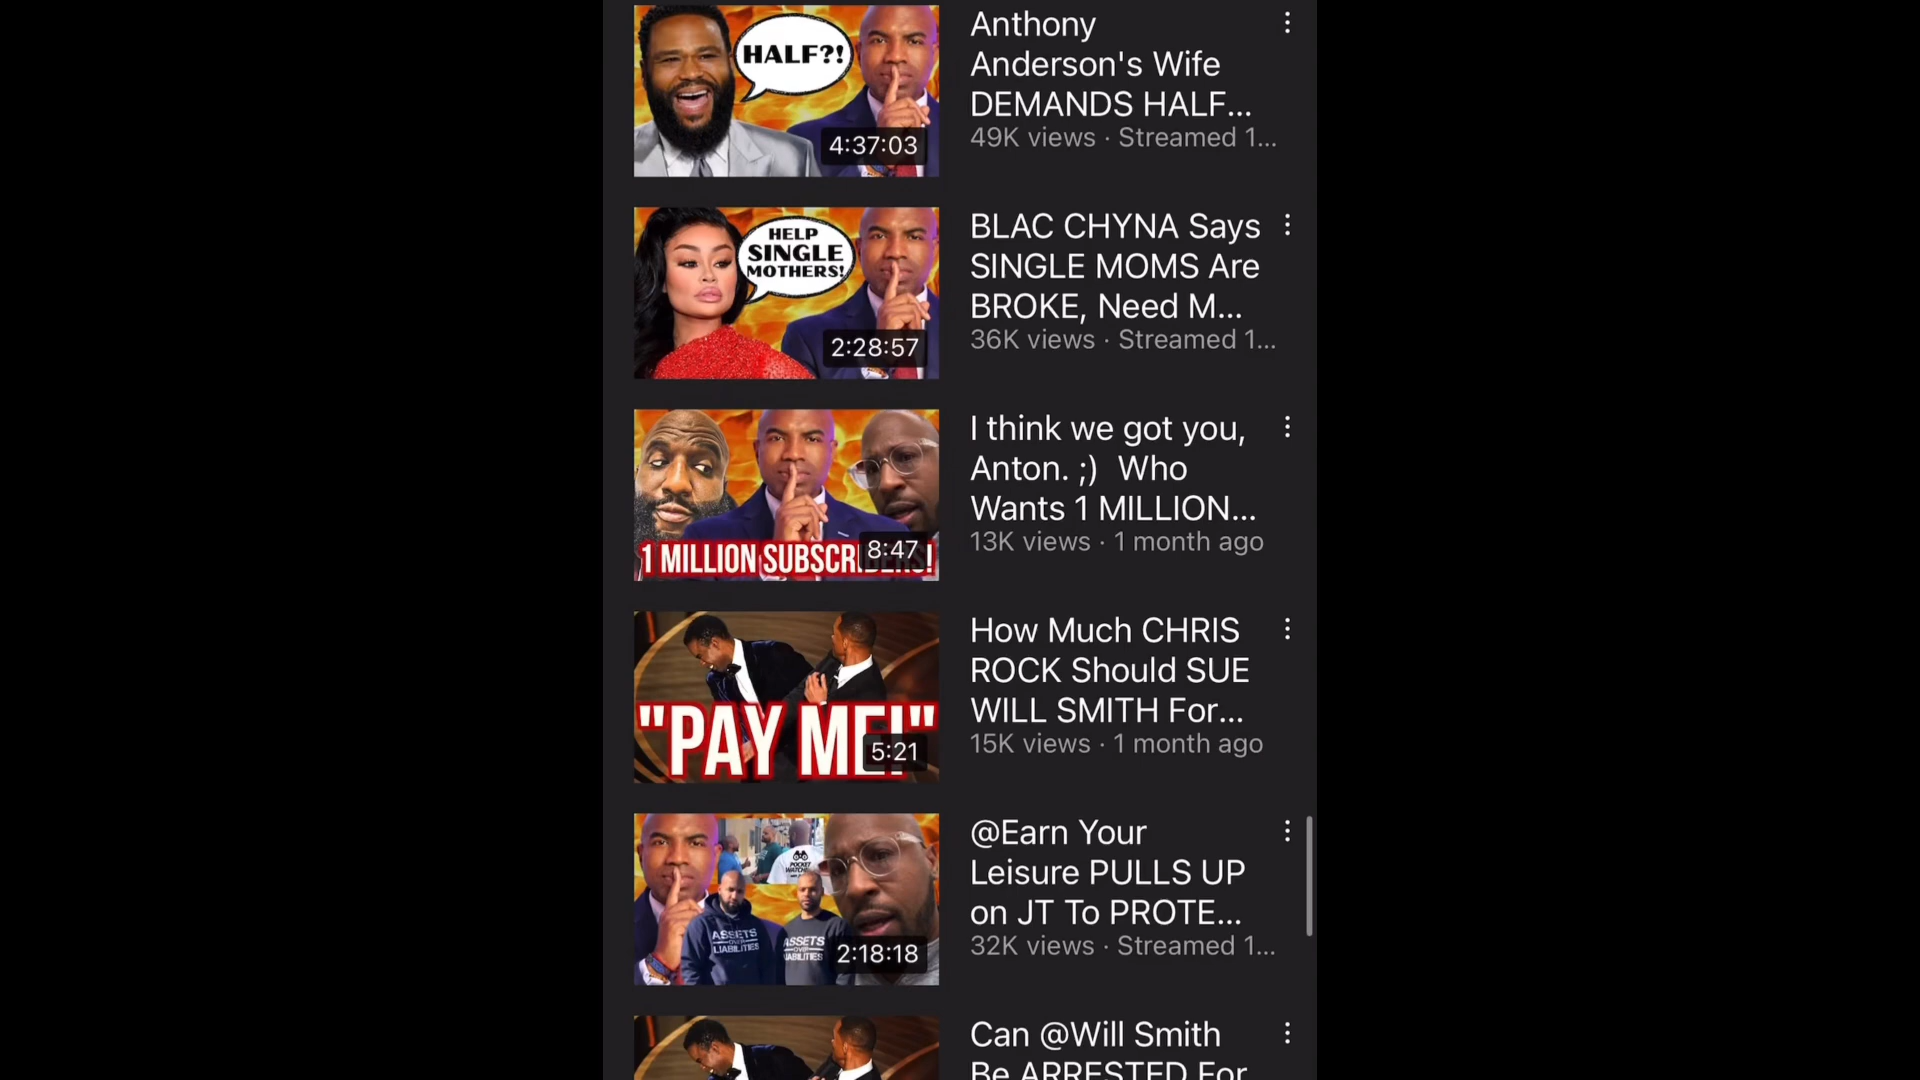 HALF?!
4:37:03
Anthony
Anderson's Wife
DEMANDS HALF...
49K views · Streamed 1...
HELP
SINGLE
MOTHERS!
2:28:57
BLAC CHYNA Says
SINGLE MOMS Are
BROKE, Need M...
36K views · Streamed 1...
1 MILLION SUBSCRIBERS!
8:47
I think we got you,
Anton. ;)  Who
Wants 1 MILLION...
13K views · 1 month ago
"PAY ME!"
5:21
How Much CHRIS
ROCK Should SUE
WILL SMITH For...
15K views · 1 month ago
POCKET
ASSETS
OVER
LIABILITIES
ASSETS
OVER
LIABILITIES
2:18:18
@Earn Your
Leisure PULLS UP
on JT To PROTE...
32K views · Streamed 1...
Can @Will Smith
Be ARRESTED For